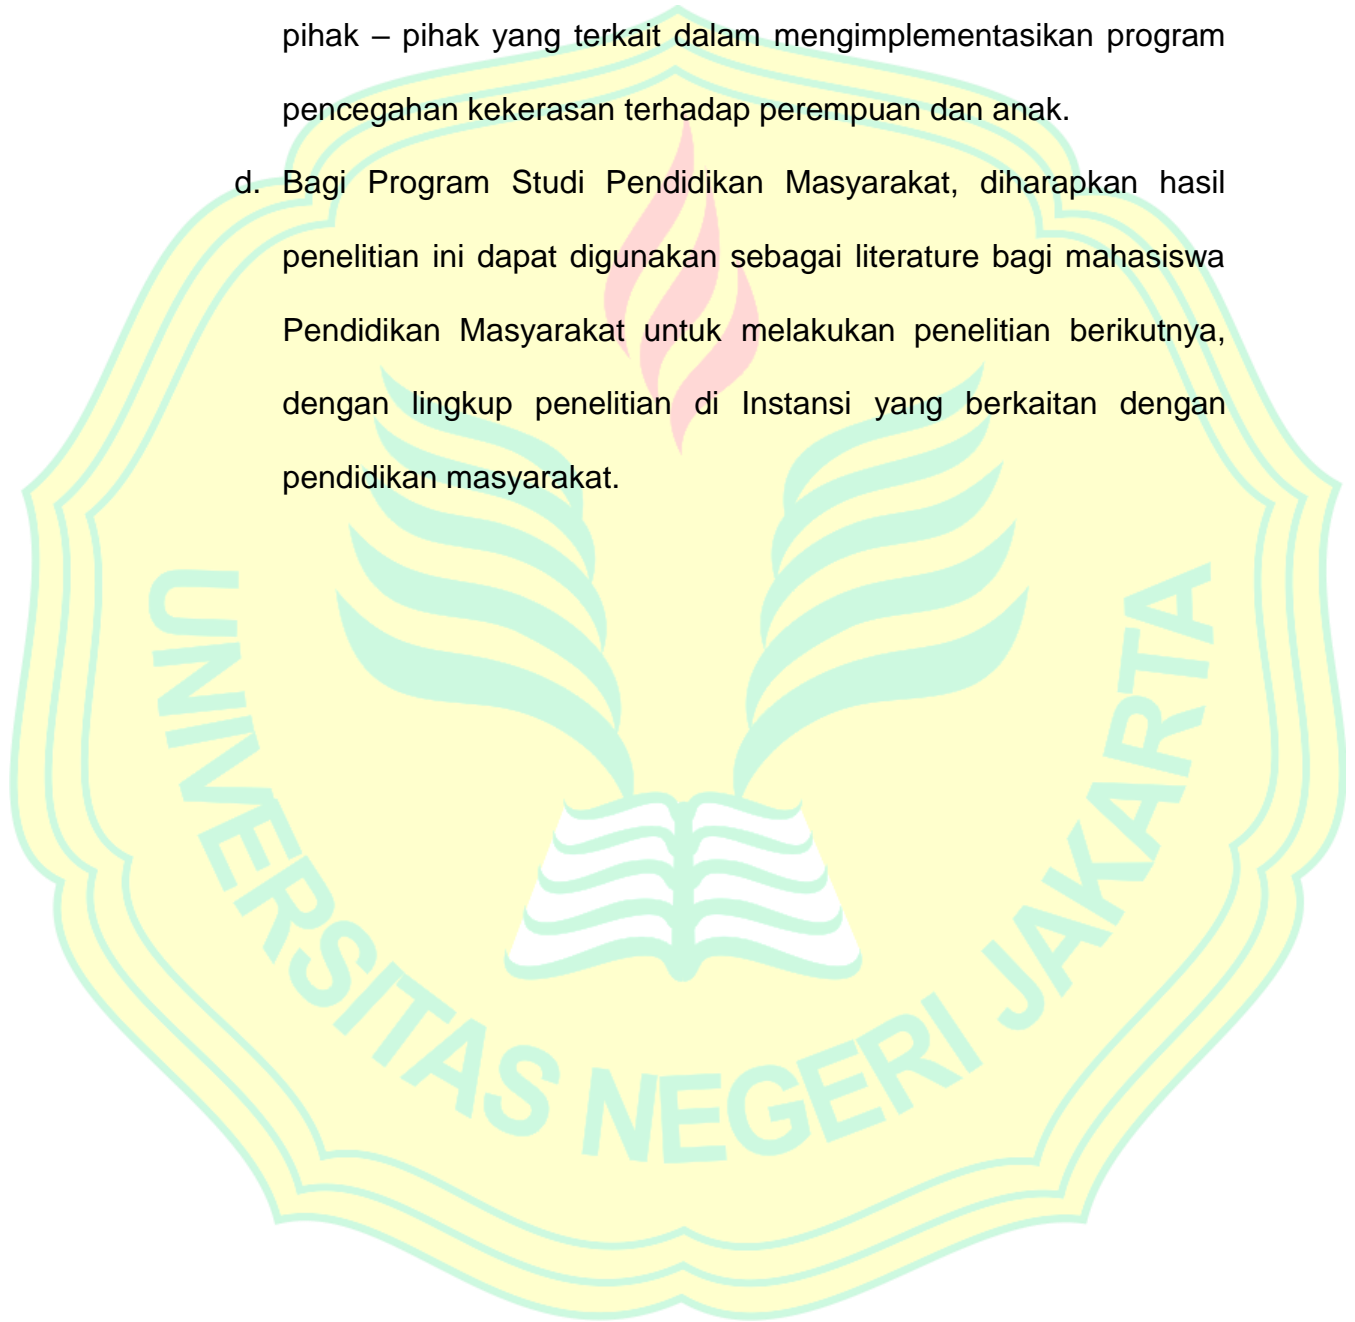 pihak – pihak yang terkait dalam mengimplementasikan program
pencegahan kekerasan terhadap perempuan dan anak.
d. Bagi Program Studi Pendidikan Masyarakat, diharapkan hasil
penelitian ini dapat digunakan sebagai literature bagi mahasiswa
Pendidikan Masyarakat untuk melakukan penelitian berikutnya,
dengan lingkup penelitian di Instansi yang berkaitan dengan
pendidikan masyarakat.
UNIVERSITAS NEGERI JAKARTA